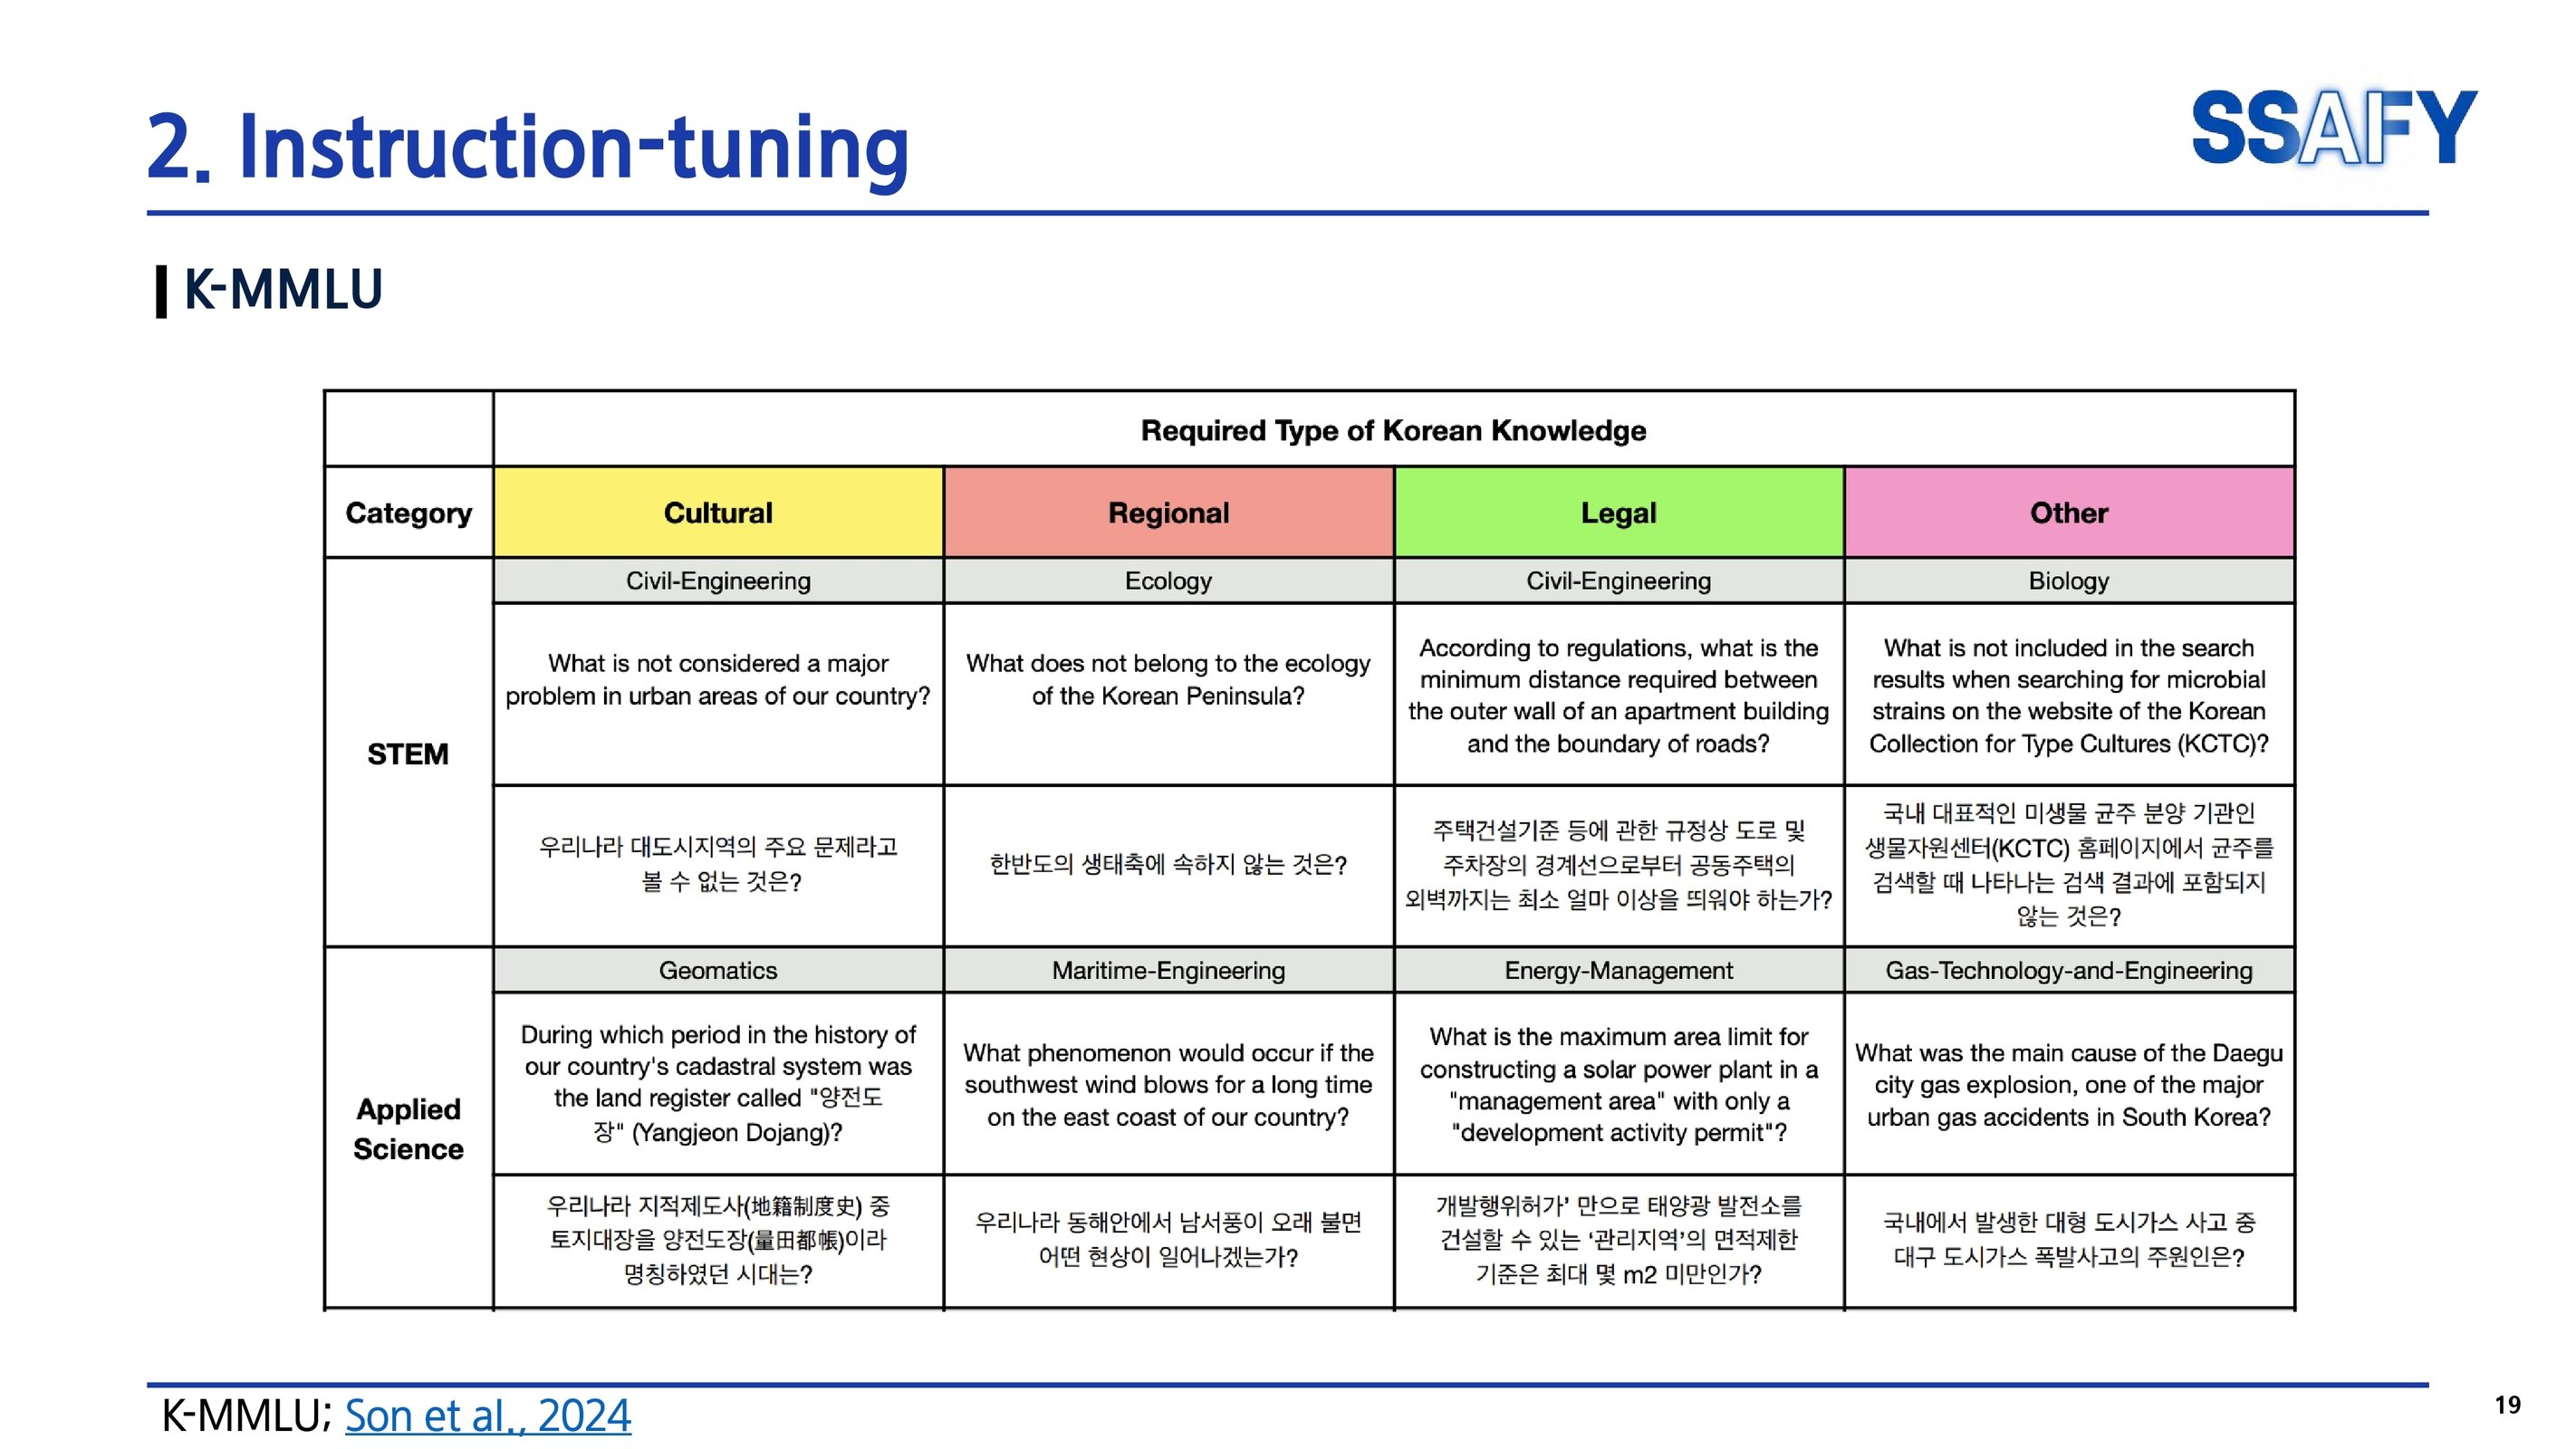 2. Instruction-tuning
SSAFY
K-MMLU
Required Type of Korean Knowledge
Category
Cultural
Regional
Legal
Other
STEM
Civil-Engineering
Ecology
Civil-Engineering
Biology
What is not considered a major
problem in urban areas of our country?
What does not belong to the ecology
of the Korean Peninsula?
According to regulations, what is the
minimum distance required between
the outer wall of an apartment building
and the boundary of roads?
What is not included in the search
results when searching for microbial
strains on the website of the Korean
Collection for Type Cultures (KCTC)?
우리나라 대도시지역의 주요 문제라고
볼 수 없는 것은?
한반도의 생태축에 속하지 않는 것은?
주택건설기준 등에 관한 규정상 도로 및
주차장의 경계선으로부터 공동주택의
외벽까지는 최소 얼마 이상을 띄워야 하는가?
국내 대표적인 미생물 균주 분양 기관인
생물자원센터(KCTC) 홈페이지에서 균주를
검색할 때 나타나는 검색 결과에 포함되지
않는 것은?
Applied
Science
Geomatics
Maritime-Engineering
Energy-Management
Gas-Technology-and-Engineering
During which period in the history of
our country's cadastral system was
the land register called "양전도
장" (Yangjeon Dojang)?
What phenomenon would occur if the
southwest wind blows for a long time
on the east coast of our country?
What is the maximum area limit for
constructing a solar power plant in a
"management area" with only a
"development activity permit"?
What was the main cause of the Daegu
city gas explosion, one of the major
urban gas accidents in South Korea?
우리나라 지적제도사(地籍制度史) 중
토지대장을 양전도장(量田都帳)이라
명칭하였던 시대는?
우리나라 동해안에서 남서풍이 오래 불면
어떤 현상이 일어나겠는가?
개발행위허가’ 만으로 태양광 발전소를
건설할 수 있는 ‘관리지역’의 면적제한
기준은 최대 몇 m2 미만인가?
국내에서 발생한 대형 도시가스 사고 중
대구 도시가스 폭발사고의 주원인은?
K-MMLU; Son et al., 2024
19